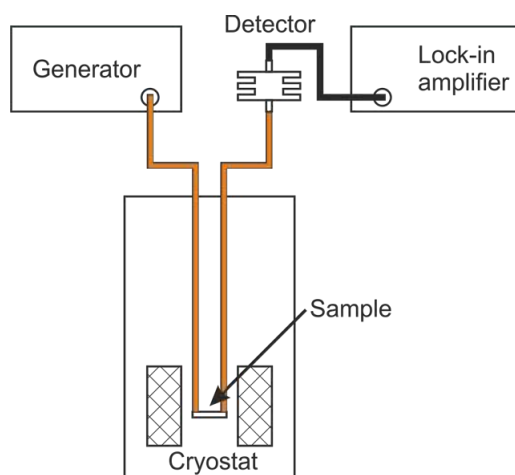 Detector
Generator
Lock-in
amplifier
Sample
Cryostat